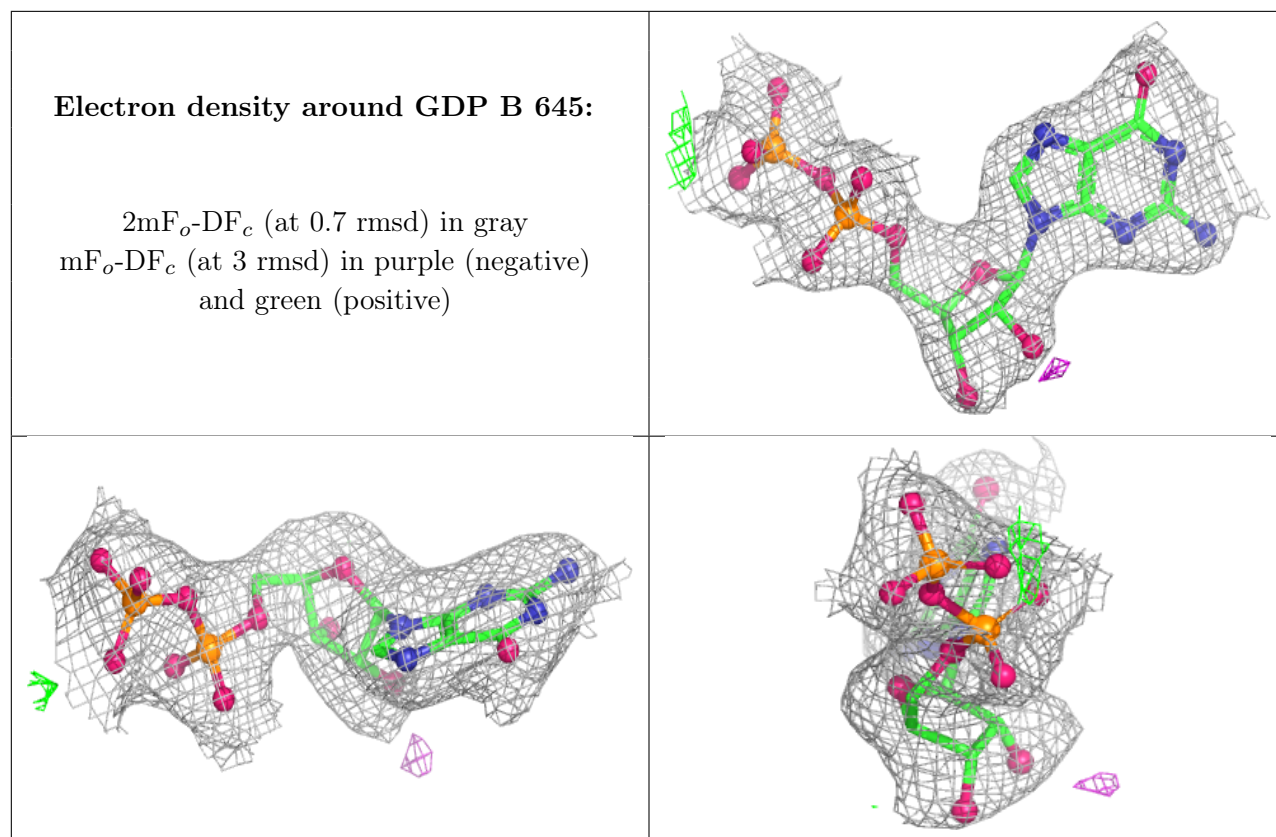 Electron density around GDP B 645:
2mFₒ-DF𝒸 (at 0.7 rmsd) in gray
mFₒ-DF𝒸 (at 3 rmsd) in purple (negative)
and green (positive)